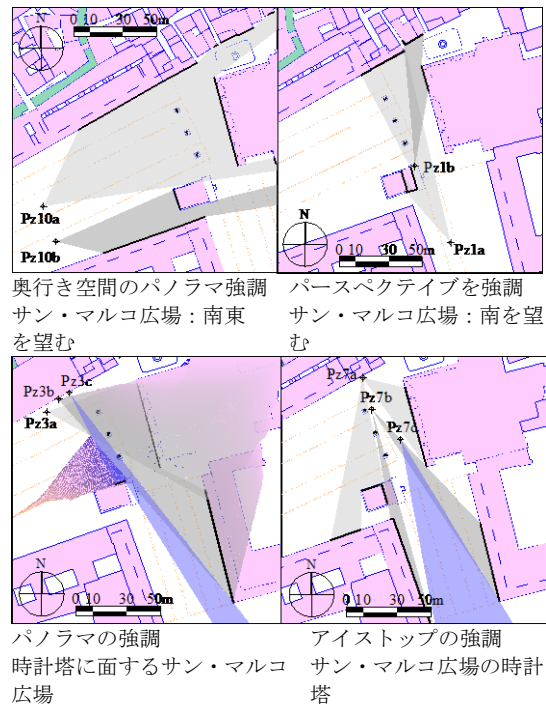 N
0 10 30 50m
Pz10a
Pz10b
奥行き空間のパノラマ強調
サン・マルコ広場：南東
を望む
Pz1b
N
Pz1a
0 10 30 50m
パースペクテイブを強調
サン・マルコ広場：南を望
む
Pz3c
Pz3b
Pz3a
N
0 10 30 50m
パノラマの強調
時計塔に面するサン・マルコ
広場
Pz7a
Pz7b
Pz7c
N
0 10 30 50m
アイストップの強調
サン・マルコ広場の時計
塔